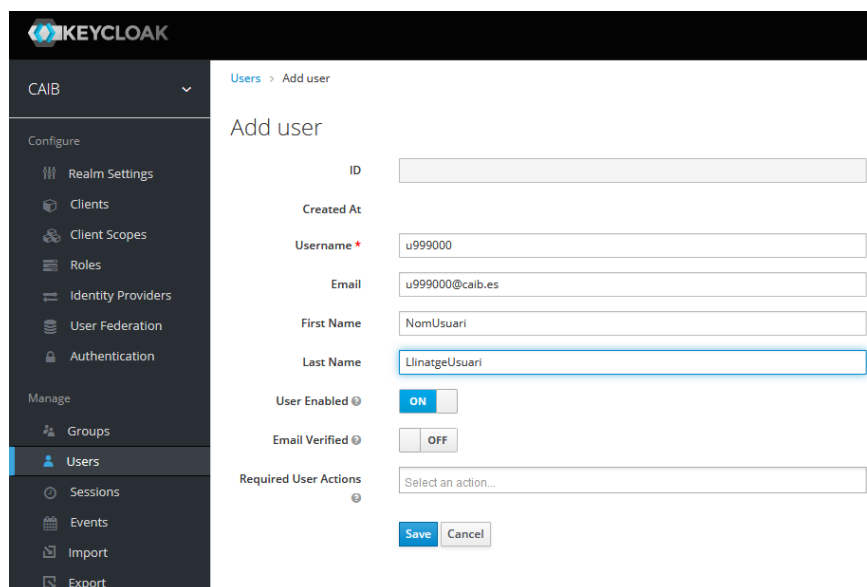 KEYCLOAK
CAIB
Configure
Realm Settings
Clients
Client Scopes
Roles
Identity Providers
User Federation
Authentication
Manage
Groups
Users
Sessions
Events
Import
Export
Users > Add user
Add user
ID
Created At
Username * u999000
Email u999000@caib.es
First Name NomUsuari
Last Name LlinatgeUsuari
User Enabled ON
Email Verified OFF
Required User Actions Select an action...
Save Cancel